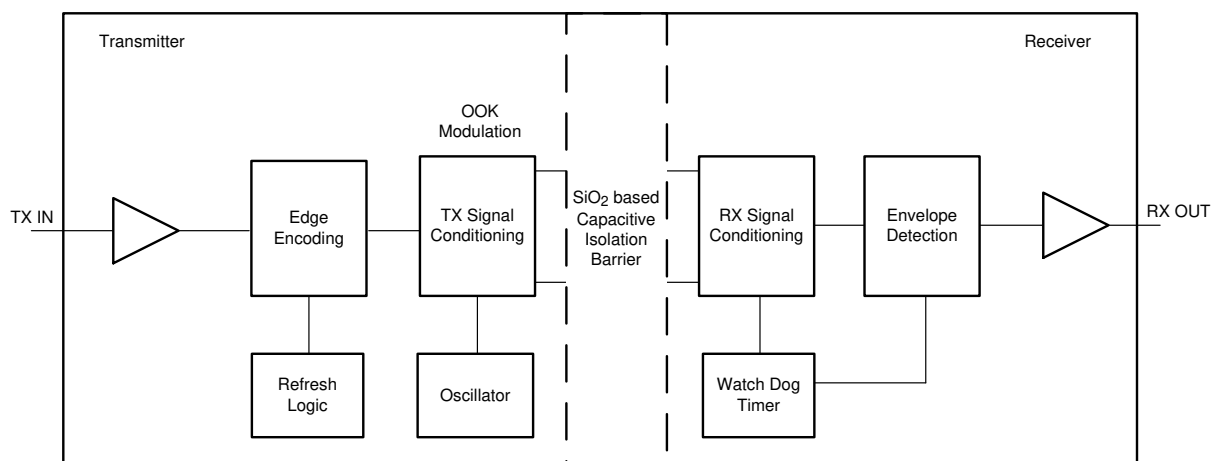 Transmitter
Receiver
OOK
Modulation
TX IN
Edge
Encoding
TX Signal
Conditioning
SiO2 based
Capacitive
Isolation
Barrier
RX Signal
Conditioning
Envelope
Detection
RX OUT
Refresh
Logic
Oscillator
Watch Dog
Timer